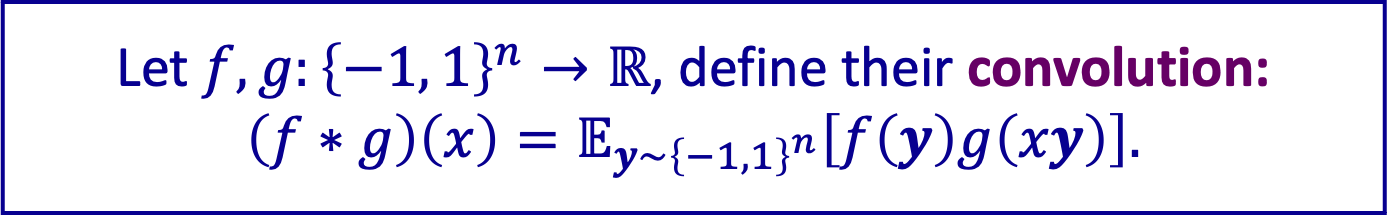 Let f, g: {−1, 1}ⁿ → ℝ, define their convolution:
(f ∗ g)(x) = 𝔼_{y∼{−1,1}ⁿ}[f(y)g(xy)].